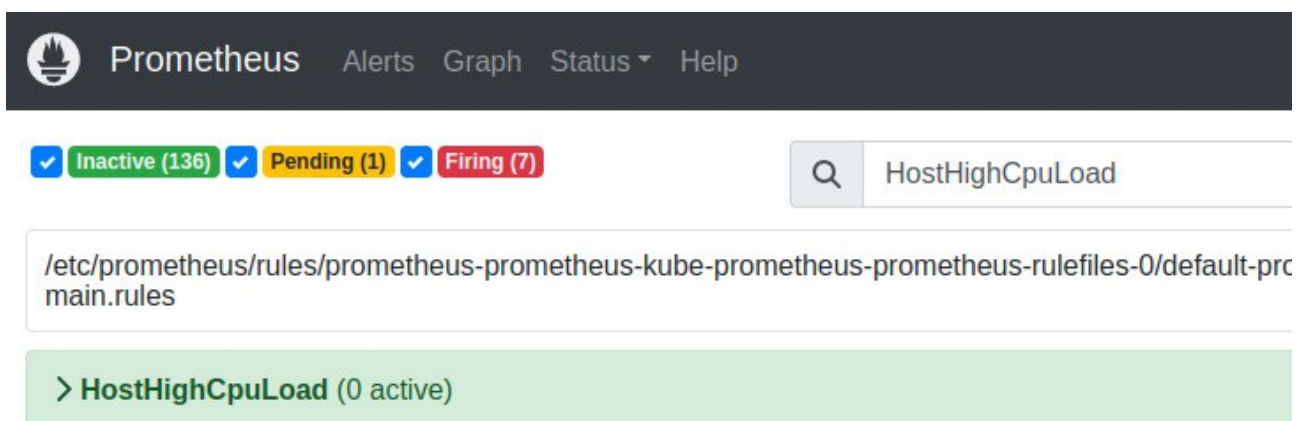 Prometheus Alerts Graph Status Help
Inactive (136) Pending (1) Firing (7)
HostHighCpuLoad
/etc/prometheus/rules/prometheus-prometheus-kube-prometheus-prometheus-rulefiles-0/default-pro
main.rules
HostHighCpuLoad (0 active)